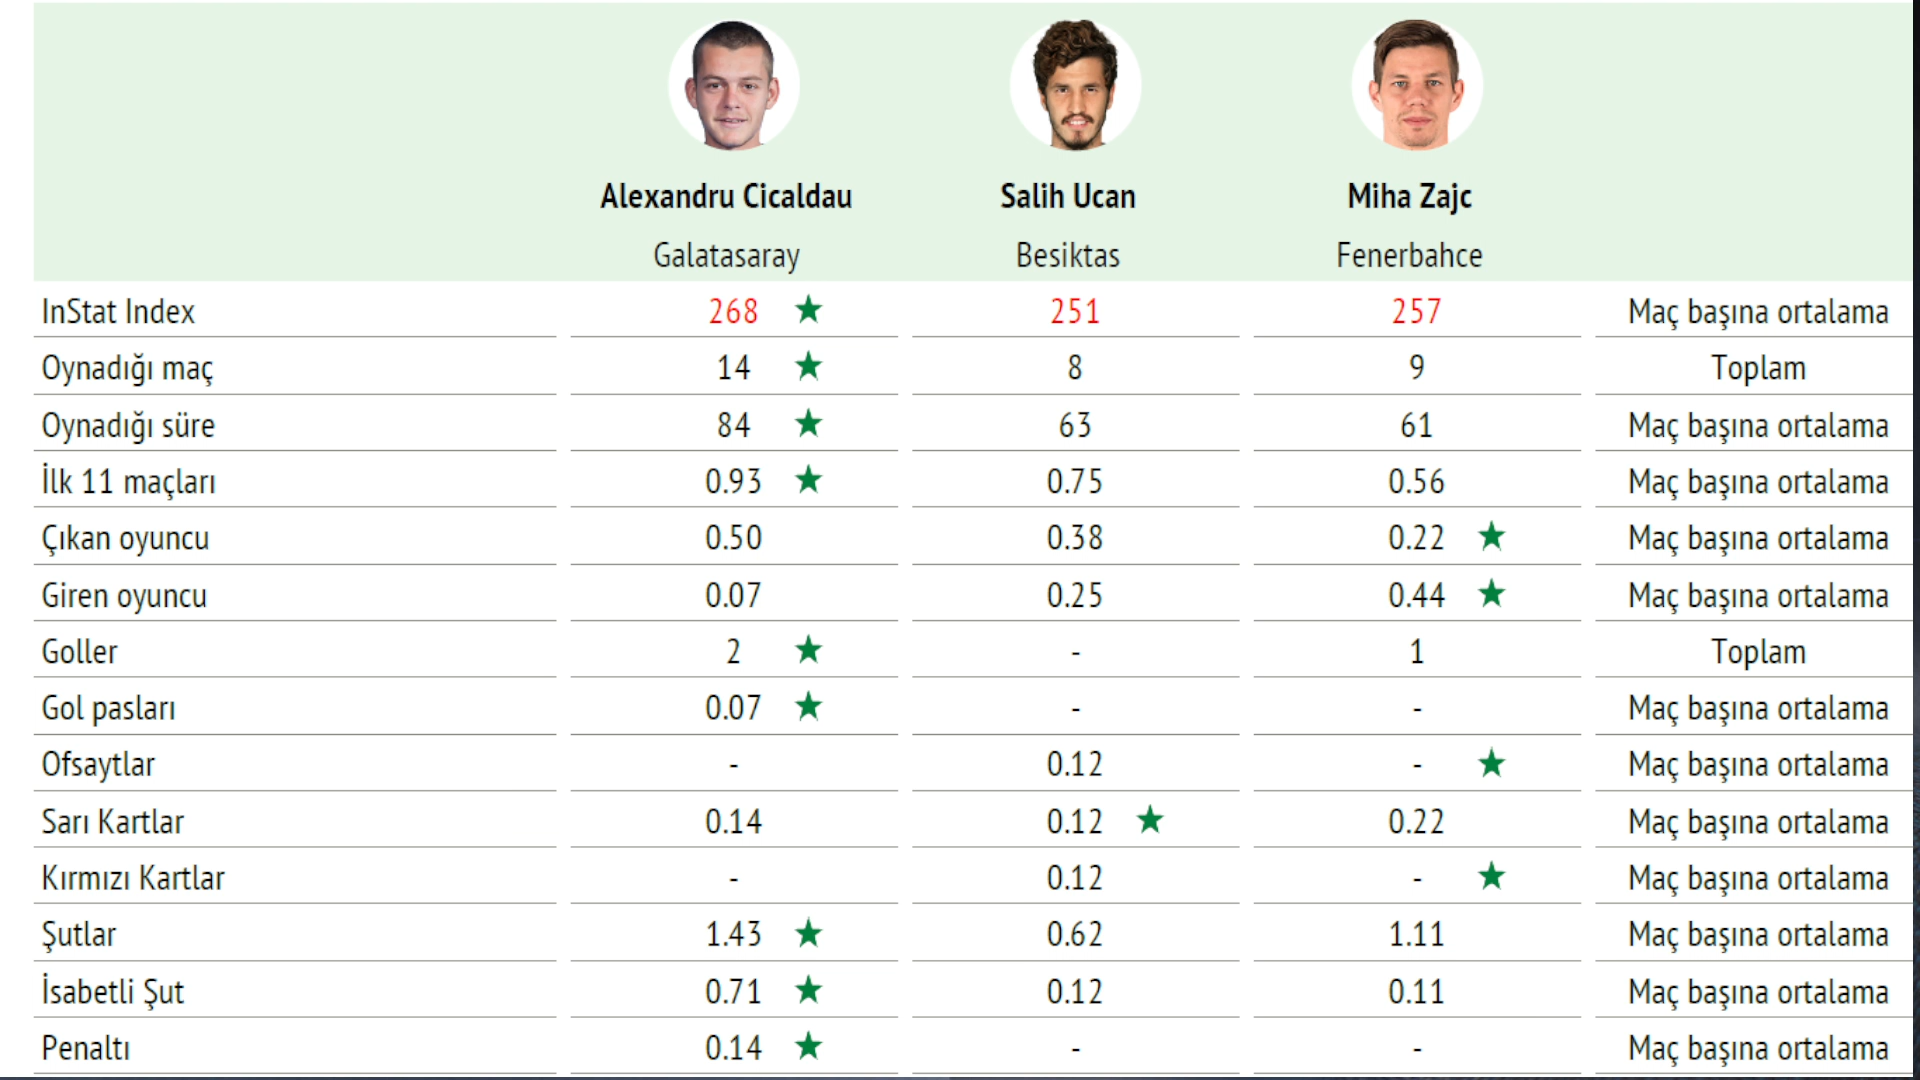 Alexandru Cicaldau Salih Ucan Miha Zajc
Galatasaray Besiktas Fenerbahce
InStat Index 268 ★ 251 257 Maç başına ortalama
Oynadığı maç 14 ★ 8 9 Toplam
Oynadığı süre 84 ★ 63 61 Maç başına ortalama
İlk 11 maçları 0.93 ★ 0.75 0.56 Maç başına ortalama
Çıkan oyuncu 0.50 0.38 0.22 ★ Maç başına ortalama
Giren oyuncu 0.07 0.25 0.44 ★ Maç başına ortalama
Goller 2 ★ - 1 Toplam
Gol pasları 0.07 ★ - - Maç başına ortalama
Ofsaytlar - 0.12 - ★ Maç başına ortalama
Sarı Kartlar 0.14 0.12 ★ 0.22 Maç başına ortalama
Kırmızı Kartlar - 0.12 - ★ Maç başına ortalama
Şutlar 1.43 ★ 0.62 1.11 Maç başına ortalama
İsabetli Şut 0.71 ★ 0.12 0.11 Maç başına ortalama
Penaltı 0.14 ★ - - Maç başına ortalama